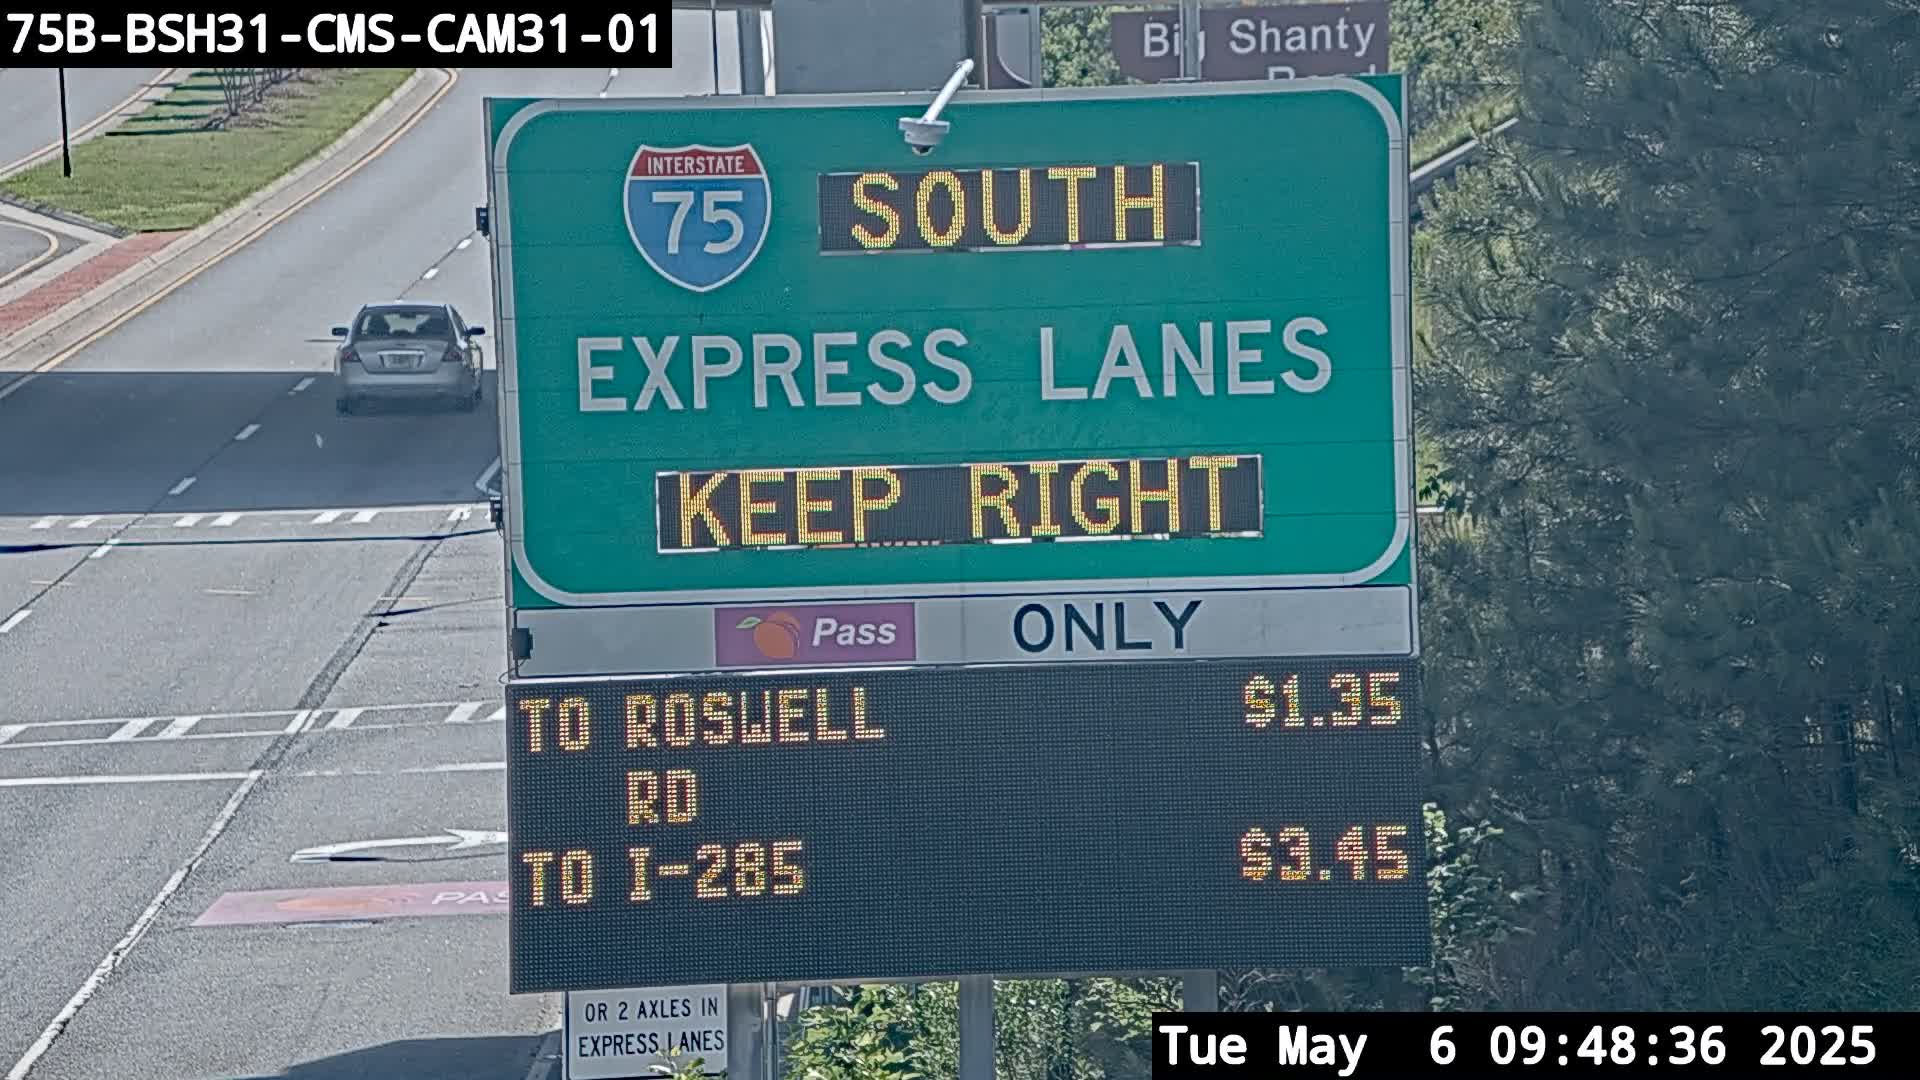 75B-BSH31-CMS-CAM31-01
Big Shanty
Road
INTERSTATE
75
SOUTH
EXPRESS LANES
KEEP RIGHT
Pass
ONLY
TO ROSWELL $1.35
RD
TO I-285 $3.45
PAS
OR 2 AXLES IN
EXPRESS LANES
Tue May 6 09:48:36 2025